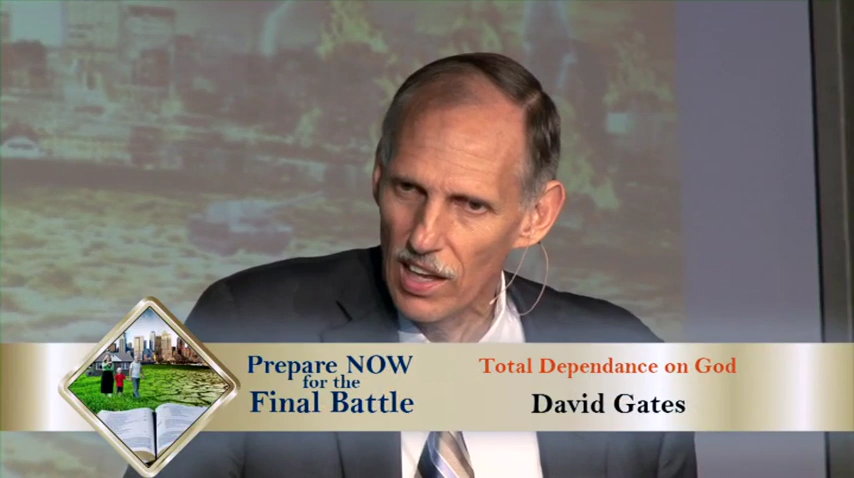 Prepare NOW
for the
Final Battle
Total Dependance on God
David Gates